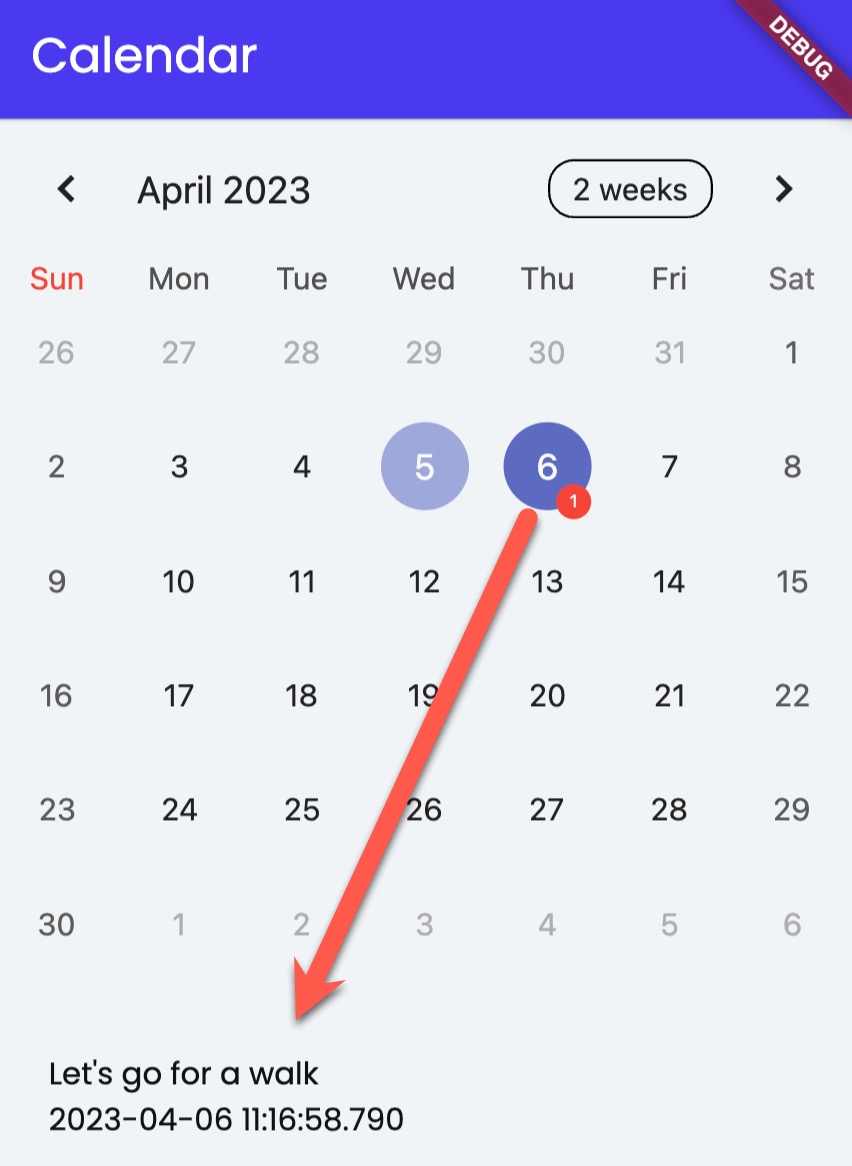 Calendar
DEBUG
April 2023 2 weeks
Sun Mon Tue Wed Thu Fri Sat
26 27 28 29 30 31 1
2 3 4 5 6 7 8
1
9 10 11 12 13 14 15
16 17 18 19 20 21 22
23 24 25 26 27 28 29
30 1 2 3 4 5 6
Let's go for a walk
2023-04-06 11:16:58.790